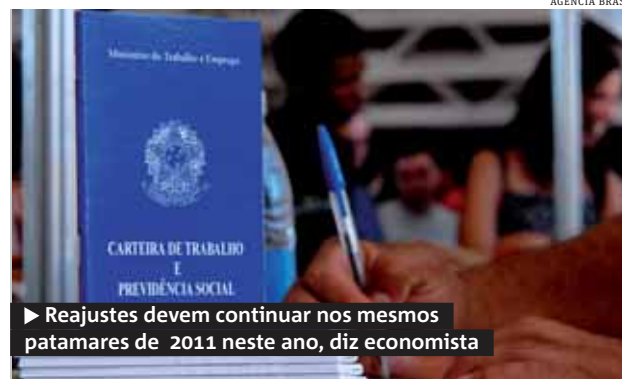 AGÊNCIA BRAS
Ministério do Trabalho e Emprego
CARTEIRA DE TRABALHO
E
PREVIDÊNCIA SOCIAL
▶ Reajustes devem continuar nos mesmos
patamares de 2011 neste ano, diz economista